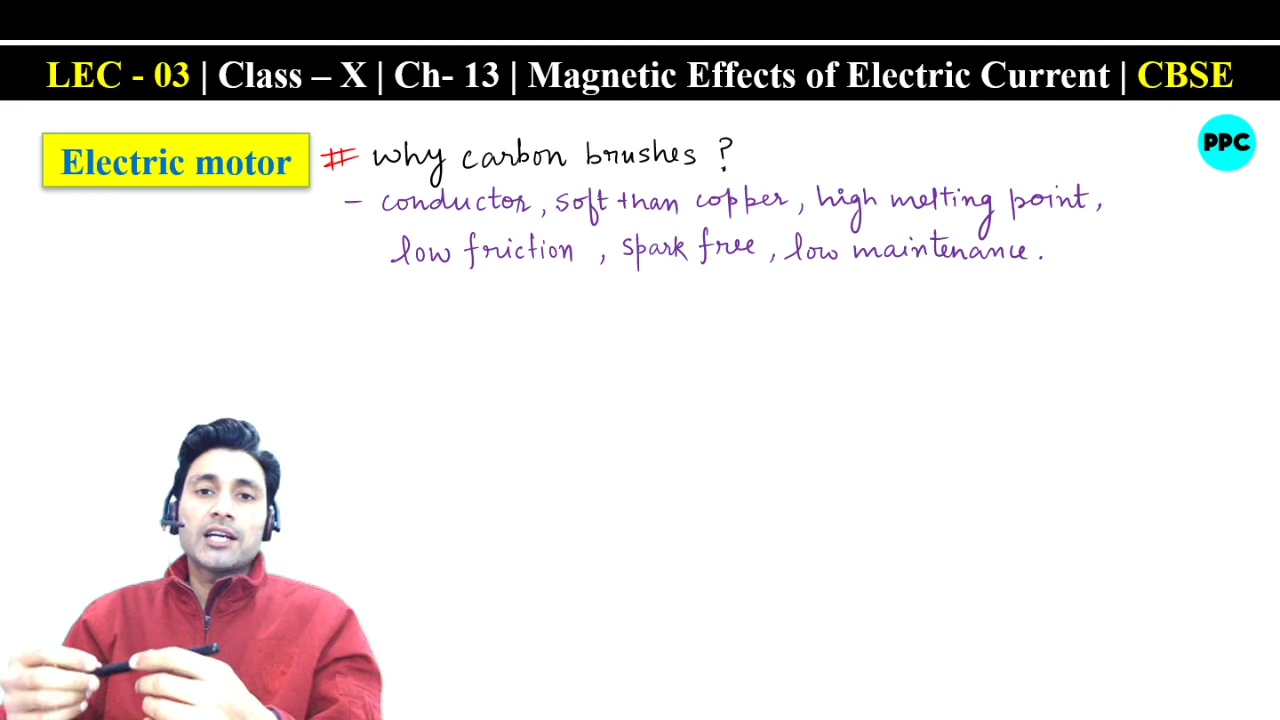 LEC - 03 | Class – X | Ch- 13 | Magnetic Effects of Electric Current | CBSE
PPC
Electric motor
# why carbon brushes ?
- conductor, soft than copper, high melting point,
low friction , spark free, low maintenance.